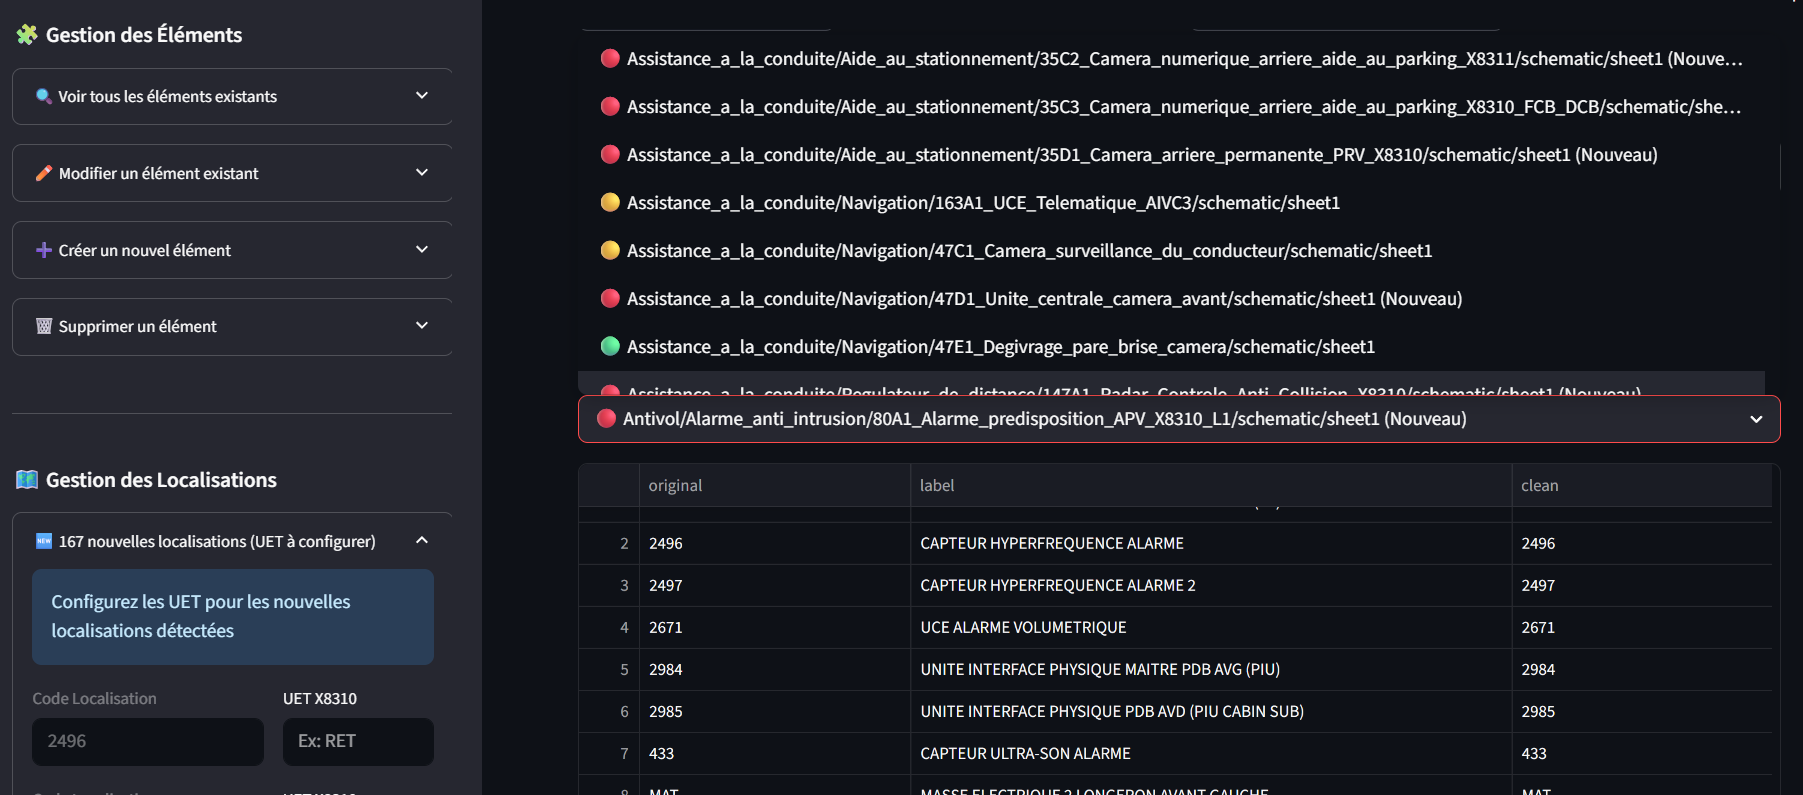 Gestion des Éléments
Voir tous les éléments existants
Modifier un élément existant
Créer un nouvel élément
Supprimer un élément
Gestion des Localisations
NEW 167 nouvelles localisations (UET à configurer)
Configurez les UET pour les nouvelles
localisations détectées
Code Localisation UET X8310
2496 Ex: RET
Assistance_a_la_conduite/Aide_au_stationnement/35C2_Camera_numerique_arriere_aide_au_parking_X8311/schematic/sheet1 (Nouve...
Assistance_a_la_conduite/Aide_au_stationnement/35C3_Camera_numerique_arriere_aide_au_parking_X8310_FCB_DCB/schematic/she...
Assistance_a_la_conduite/Aide_au_stationnement/35D1_Camera_arriere_permanente_PRV_X8310/schematic/sheet1 (Nouveau)
Assistance_a_la_conduite/Navigation/163A1_UCE_Telematique_AIVC3/schematic/sheet1
Assistance_a_la_conduite/Navigation/47C1_Camera_surveillance_du_conducteur/schematic/sheet1
Assistance_a_la_conduite/Navigation/47D1_Unite_centrale_camera_avant/schematic/sheet1 (Nouveau)
Assistance_a_la_conduite/Navigation/47E1_Degivrage_pare_brise_camera/schematic/sheet1
Assistance_a_la_conduite/Regulateur_de_distance/147A1_Radar_Controle_Anti_Collision_X8310/schematic/sheet1 (Nouveau)
Antivol/Alarme_anti_intrusion/80A1_Alarme_predisposition_APV_X8310_L1/schematic/sheet1 (Nouveau)
original label clean
2 2496 CAPTEUR HYPERFREQUENCE ALARME 2496
3 2497 CAPTEUR HYPERFREQUENCE ALARME 2 2497
4 2671 UCE ALARME VOLUMETRIQUE 2671
5 2984 UNITE INTERFACE PHYSIQUE MAITRE PDB AVG (PIU) 2984
6 2985 UNITE INTERFACE PHYSIQUE PDB AVD (PIU CABIN SUB) 2985
7 433 CAPTEUR ULTRA-SON ALARME 433
8 MAT MASSE ELECTRIQUE 2 LONGERON AVANT GAUCHE MAT